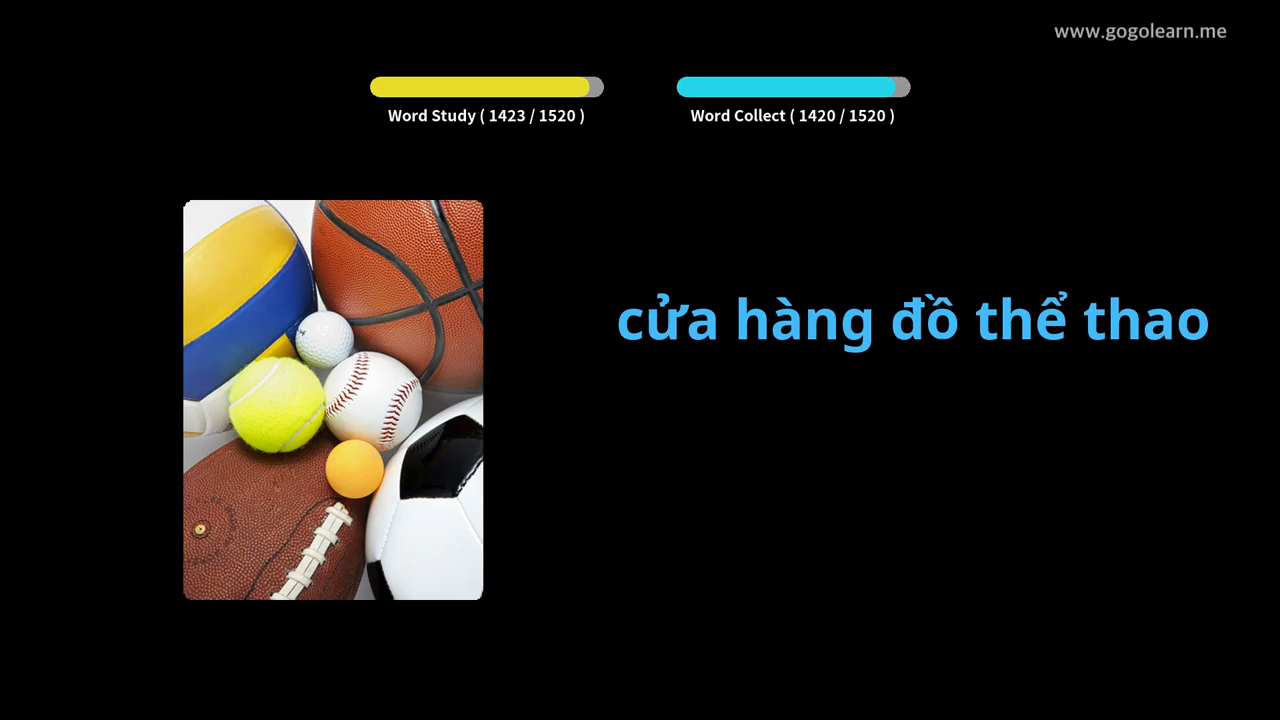 www.gogolearn.me
Word Study ( 1423 / 1520 )
Word Collect ( 1420 / 1520 )
cửa hàng đồ thể thao